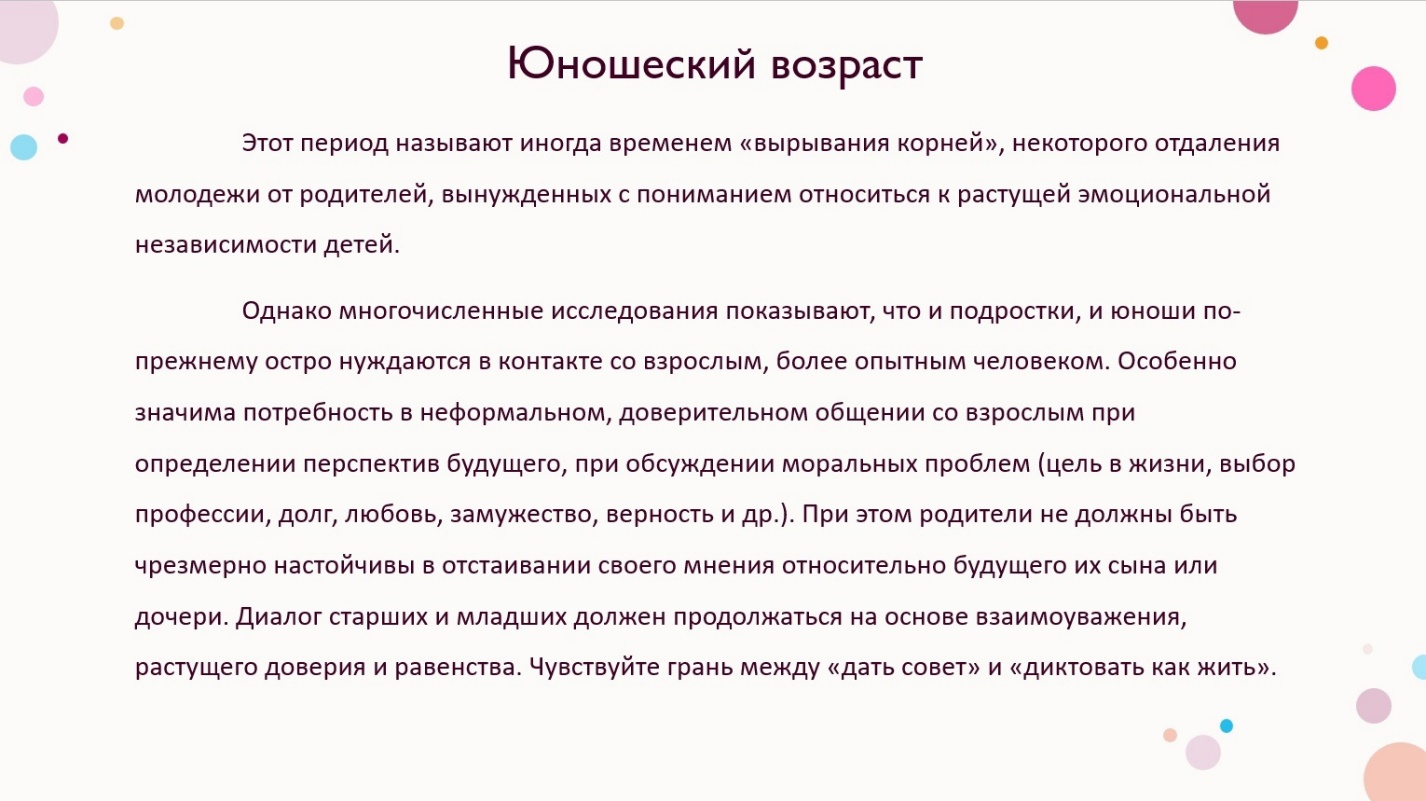 Юношеский возраст
Этот период называют иногда временем «вырывания корней», некоторого отдаления
молодежи от родителей, вынужденных с пониманием относиться к растущей эмоциональной
независимости детей.
Однако многочисленные исследования показывают, что и подростки, и юноши по-
прежнему остро нуждаются в контакте со взрослым, более опытным человеком. Особенно
значима потребность в неформальном, доверительном общении со взрослым при
определении перспектив будущего, при обсуждении моральных проблем (цель в жизни, выбор
профессии, долг, любовь, замужество, верность и др.). При этом родители не должны быть
чрезмерно настойчивы в отстаивании своего мнения относительно будущего их сына или
дочери. Диалог старших и младших должен продолжаться на основе взаимоуважения,
растущего доверия и равенства. Чувствуйте грань между «дать совет» и «диктовать как жить».